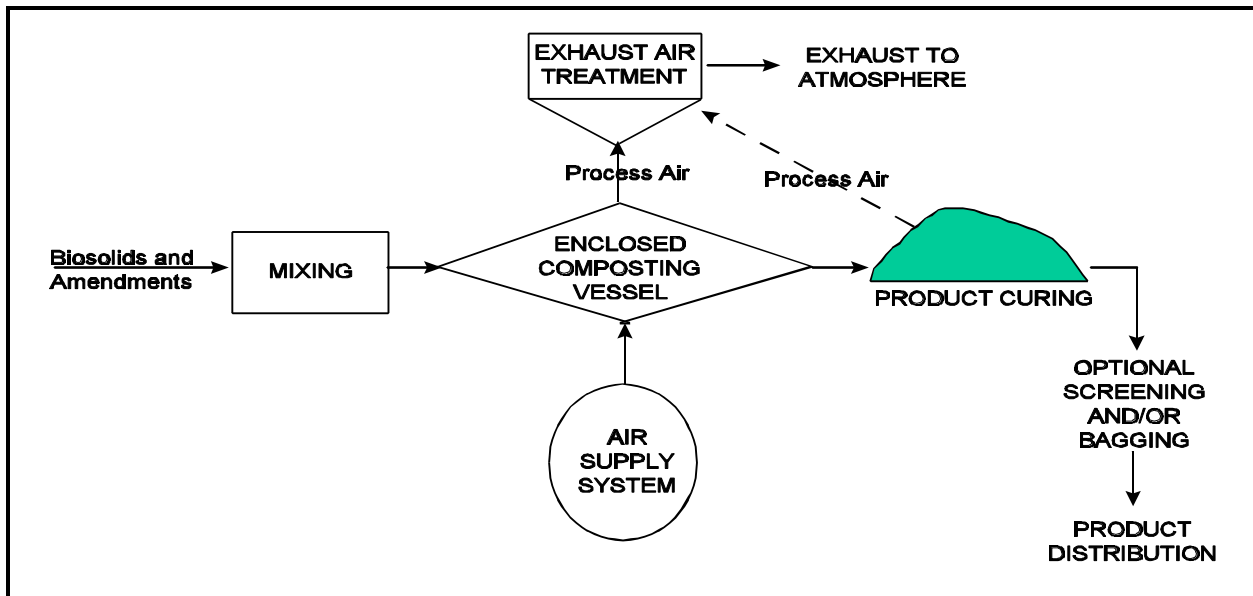 EXHAUST AIR
TREATMENT
EXHAUST TO
ATMOSPHERE
Process Air
Process Air
Biosolids and
Amendments
MIXING
ENCLOSED
COMPOSTING
VESSEL
PRODUCT CURING
AIR
SUPPLY
SYSTEM
OPTIONAL
SCREENING
AND/OR
BAGGING
PRODUCT
DISTRIBUTION